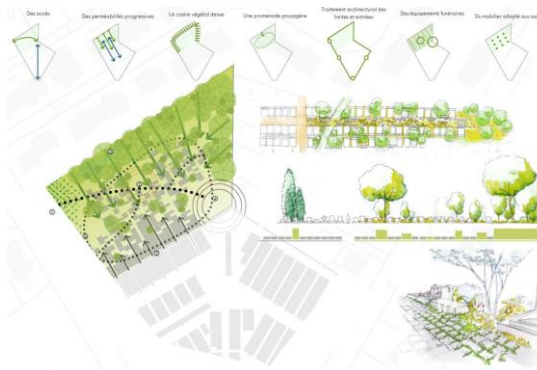 Des accès
Des perméabilités progressives
Un cadre végétal dense
Une promenade paysagère
Traitement architectural des
limites et entrées
Des équipements funéraires
Du mobilier adapté aux